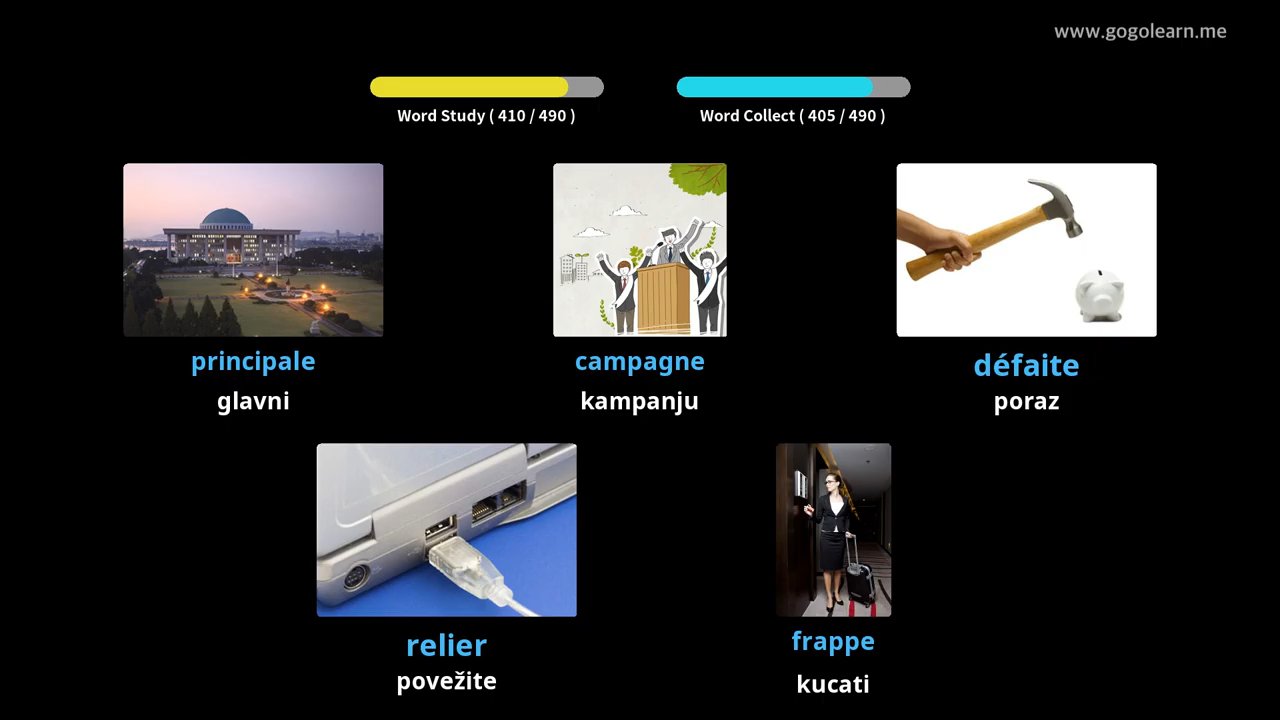 www.gogolearn.me
Word Study ( 410 / 490 )
Word Collect ( 405 / 490 )
principale
glavni
campagne
kampanju
défaite
poraz
relier
povežite
frappe
kucati